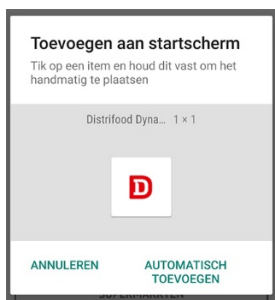 Toevoegen aan startscherm
Tik op een item en houd dit vast om het
handmatig te plaatsen
Distrifood Dyna... 1 × 1
D
ANNULEREN
AUTOMATISCH
TOEVOEGEN
SUPERMARKTEN